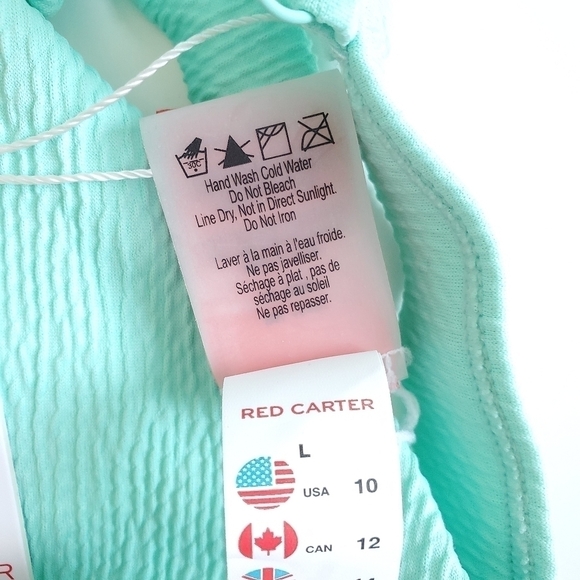 30C
Hand Wash Cold Water
Do Not Bleach
Line Dry, Not in Direct Sunlight.
Do Not Iron
Laver à la main à l'eau froide.
Ne pas javelliser.
Séchage à plat , pas de
séchage au soleil
Ne pas repasser.
RED CARTER
L
USA 10
CAN 12
R